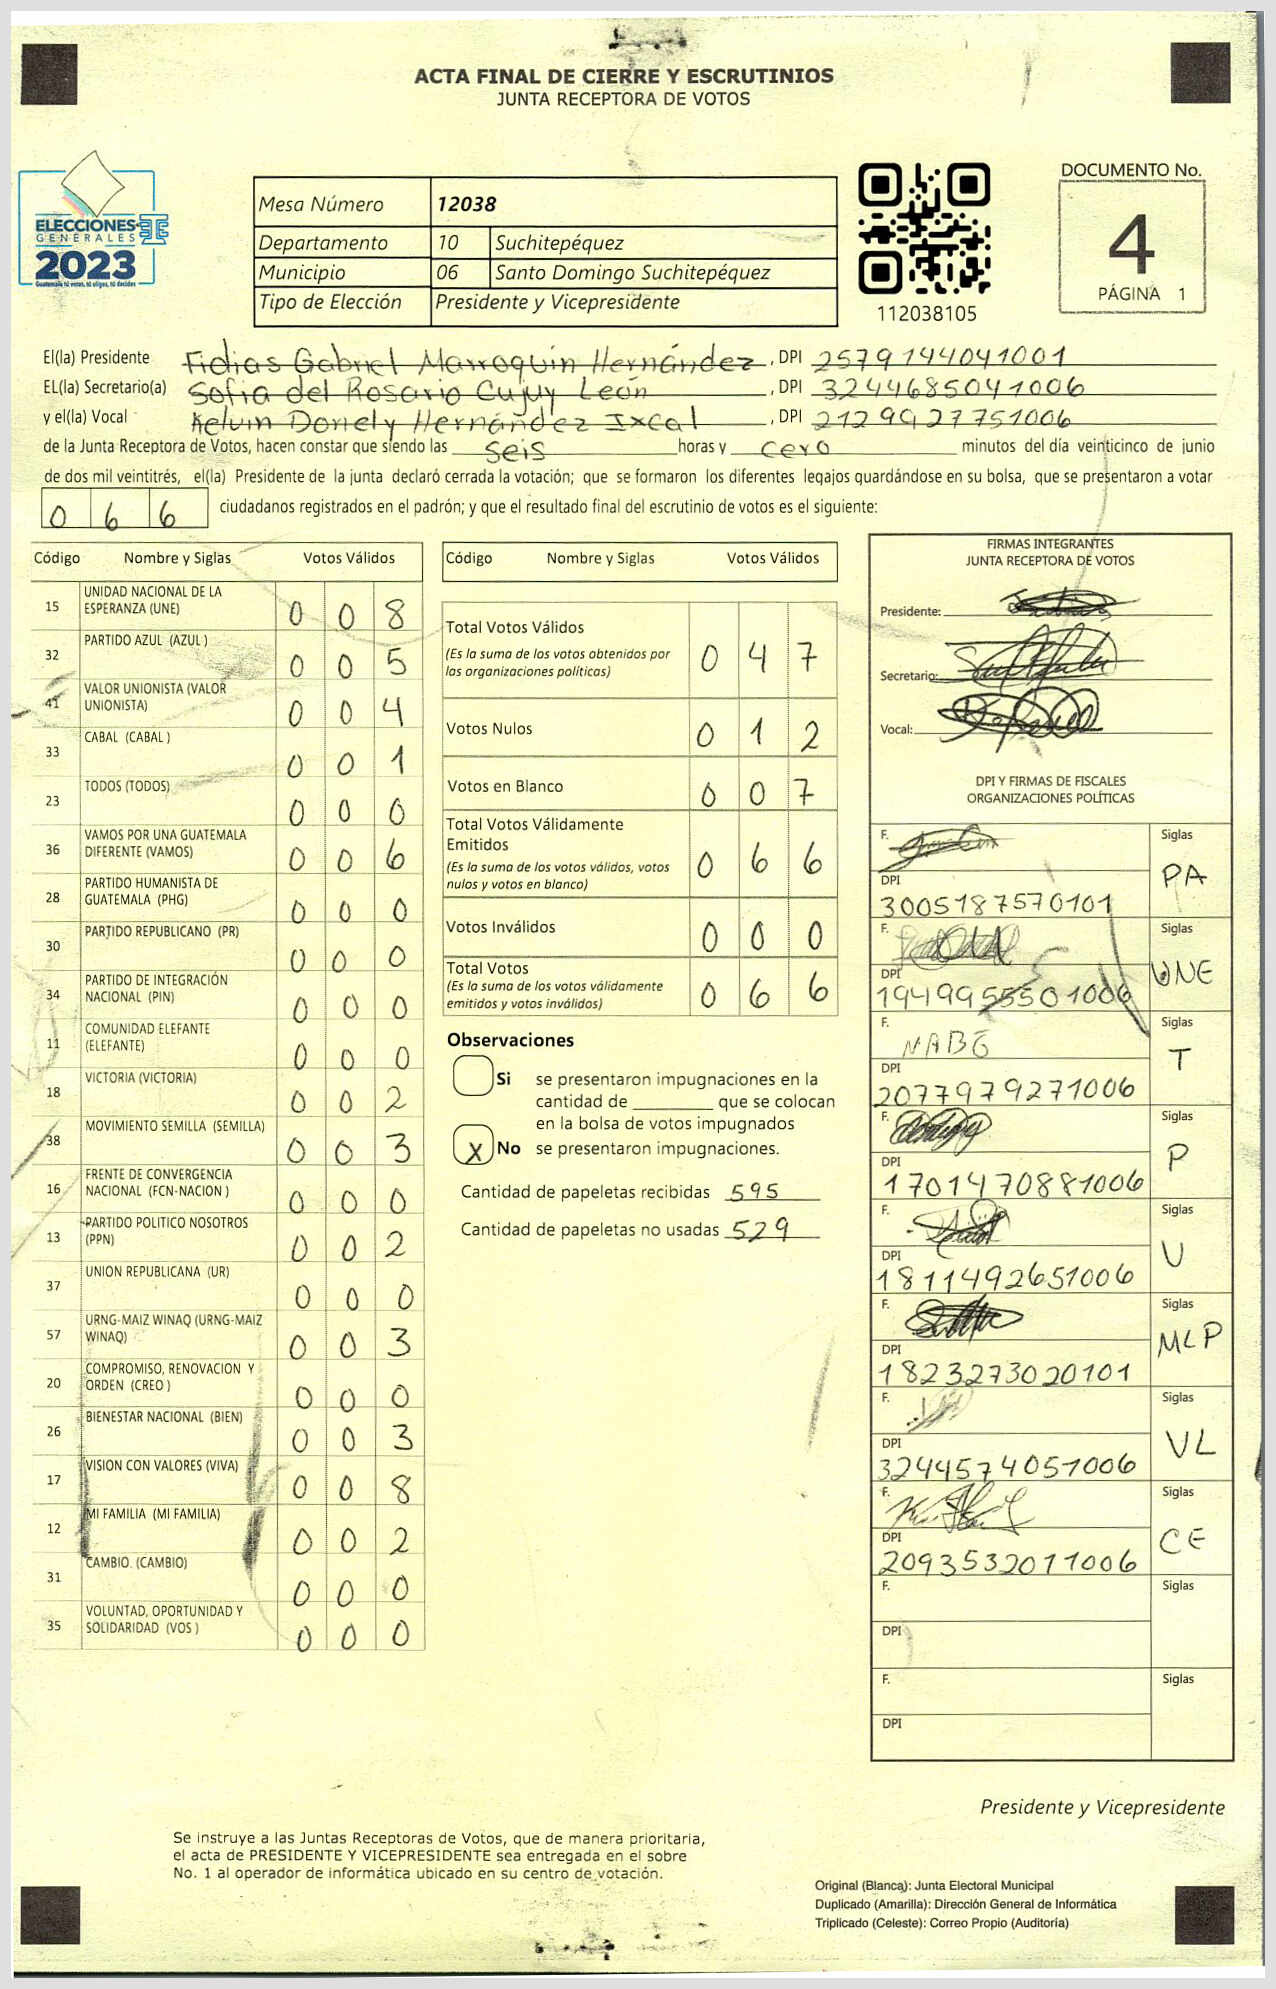 ACTA FINAL DE CIERRE Y ESCRUTINIOS
JUNTA RECEPTORA DE VOTOS
ELECCIONES
GENERALES
2023
Guatemala tú votas, tú eliges, tú decides
Mesa Número 12038
Departamento 10 Suchitepéquez
Municipio 06 Santo Domingo Suchitepéquez
Tipo de Elección Presidente y Vicepresidente
112038105
DOCUMENTO No.
4
PÁGINA 1
El(la) Presidente Fidias Gabriel Marroquín Hernández, DPI 2579144041001
EL(la) Secretario(a) Sofia del Rosario Cujuy León, DPI 3244685041006
y el(la) Vocal Kelvin Doniely Hernández Ixcal, DPI 2129927751006
de la Junta Receptora de Votos, hacen constar que siendo las seis horas y cero minutos del día veinticinco de junio
de dos mil veintitrés, el(la) Presidente de la junta declaró cerrada la votación; que se formaron los diferentes legajos guardándose en su bolsa, que se presentaron a votar
0 6 6 ciudadanos registrados en el padrón; y que el resultado final del escrutinio de votos es el siguiente:
Código Nombre y Siglas Votos Válidos
15 UNIDAD NACIONAL DE LA ESPERANZA (UNE) 0 0 8
32 PARTIDO AZUL (AZUL ) 0 0 5
41 VALOR UNIONISTA (VALOR UNIONISTA) 0 0 4
33 CABAL (CABAL ) 0 0 1
23 TODOS (TODOS) 0 0 0
36 VAMOS POR UNA GUATEMALA DIFERENTE (VAMOS) 0 0 6
28 PARTIDO HUMANISTA DE GUATEMALA (PHG) 0 0 0
30 PARTIDO REPUBLICANO (PR) 0 0 0
34 PARTIDO DE INTEGRACIÓN NACIONAL (PIN) 0 0 0
11 COMUNIDAD ELEFANTE (ELEFANTE) 0 0 0
18 VICTORIA (VICTORIA) 0 0 2
38 MOVIMIENTO SEMILLA (SEMILLA) 0 0 3
16 FRENTE DE CONVERGENCIA NACIONAL (FCN-NACION ) 0 0 0
13 PARTIDO POLITICO NOSOTROS (PPN) 0 0 2
37 UNION REPUBLICANA (UR) 0 0 0
57 URNG-MAIZ WINAQ (URNG-MAIZ WINAQ) 0 0 3
20 COMPROMISO, RENOVACION Y ORDEN (CREO ) 0 0 0
26 BIENESTAR NACIONAL (BIEN) 0 0 3
17 VISION CON VALORES (VIVA) 0 0 8
12 MI FAMILIA (MI FAMILIA) 0 0 2
31 CAMBIO. (CAMBIO) 0 0 0
35 VOLUNTAD, OPORTUNIDAD Y SOLIDARIDAD (VOS ) 0 0 0
Código Nombre y Siglas Votos Válidos
Total Votos Válidos 0 4 7
(Es la suma de los votos obtenidos por
las organizaciones políticas)
Votos Nulos 0 1 2
Votos en Blanco 0 0 7
Total Votos Válidamente
Emitidos 0 6 6
(Es la suma de los votos válidos, votos
nulos y votos en blanco)
Votos Inválidos 0 0 0
Total Votos 0 6 6
(Es la suma de los votos válidamente
emitidos y votos inválidos)
Observaciones
Si se presentaron impugnaciones en la
cantidad de ________ que se colocan
en la bolsa de votos impugnados
X No se presentaron impugnaciones.
Cantidad de papeletas recibidas 595
Cantidad de papeletas no usadas 529
FIRMAS INTEGRANTES
JUNTA RECEPTORA DE VOTOS
Presidente:
Secretario:
Vocal:
DPI Y FIRMAS DE FISCALES
ORGANIZACIONES POLÍTICAS
F. Siglas PA
DPI 3005187570101
F. Siglas UNE
DPI 1949955501006
F. Siglas T
DPI 2077979271006
F. Siglas P
DPI 1701470881006
F. Siglas U
DPI 1811492651006
F. Siglas MLP
DPI 1823273020101
F. Siglas VL
DPI 3244574051006
F. Siglas CE
DPI 2093532011006
F. Siglas
DPI
F. Siglas
DPI
Presidente y Vicepresidente
Se instruye a las Juntas Receptoras de Votos, que de manera prioritaria,
el acta de PRESIDENTE Y VICEPRESIDENTE sea entregada en el sobre
No. 1 al operador de informática ubicado en su centro de votación.
Original (Blanca): Junta Electoral Municipal
Duplicado (Amarilla): Dirección General de Informática
Triplicado (Celeste): Correo Propio (Auditoría)